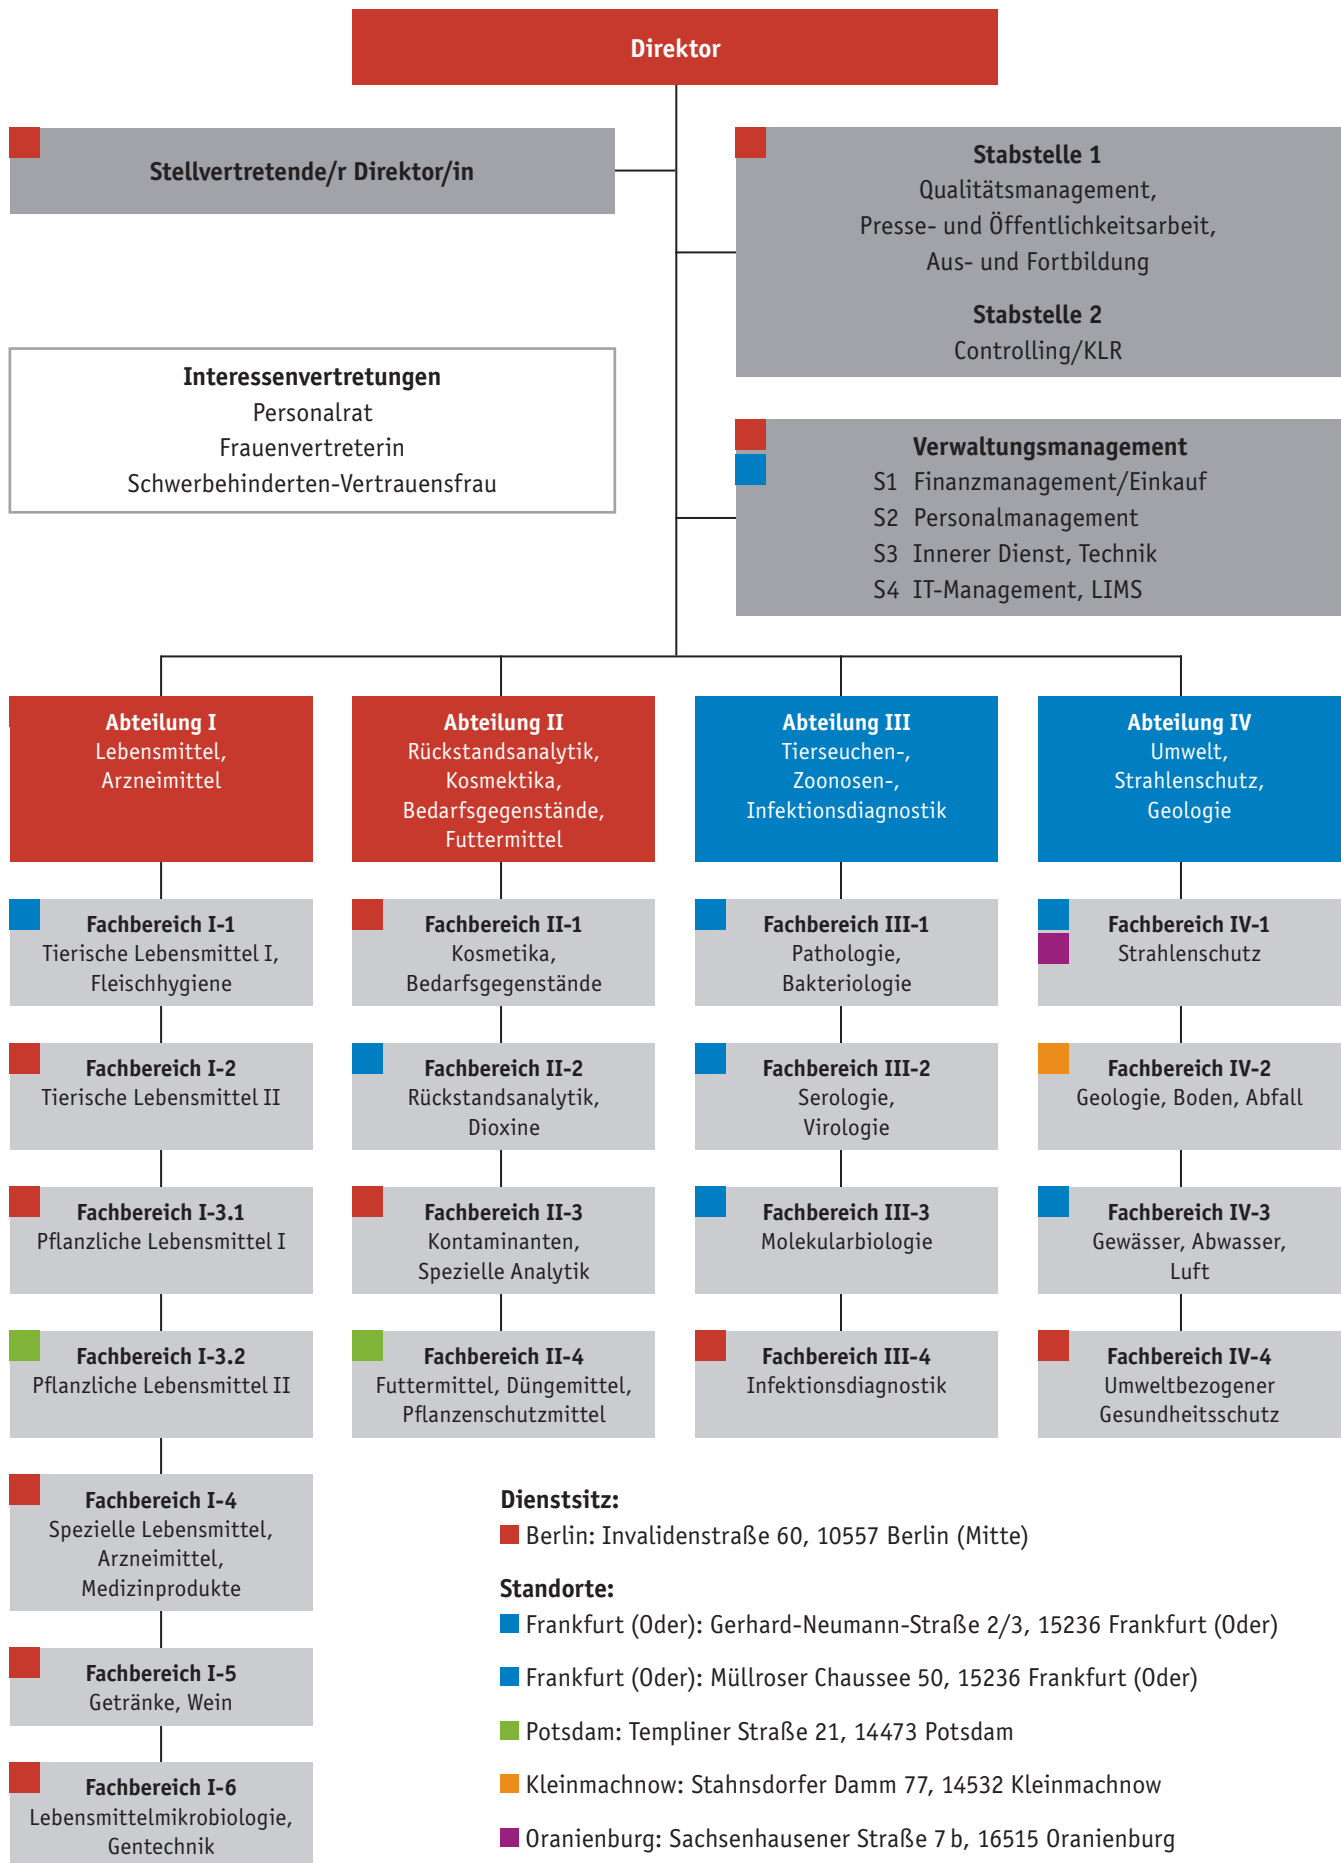 Direktor
Stellvertretende/r Direktor/in
Stabstelle 1
Qualitätsmanagement,
Presse- und Öffentlichkeitsarbeit,
Aus- und Fortbildung
Stabstelle 2
Controlling/KLR
Interessenvertretungen
Personalrat
Frauenvertreterin
Schwerbehinderten-Vertrauensfrau
Verwaltungsmanagement
S1 Finanzmanagement/Einkauf
S2 Personalmanagement
S3 Innerer Dienst, Technik
S4 IT-Management, LIMS
Abteilung I
Lebensmittel,
Arzneimittel
Abteilung II
Rückstandsanalytik,
Kosmektika,
Bedarfsgegenstände,
Futtermittel
Abteilung III
Tierseuchen-,
Zoonosen-,
Infektionsdiagnostik
Abteilung IV
Umwelt,
Strahlenschutz,
Geologie
Fachbereich I-1
Tierische Lebensmittel I,
Fleischhygiene
Fachbereich II-1
Kosmetika,
Bedarfsgegenstände
Fachbereich III-1
Pathologie,
Bakteriologie
Fachbereich IV-1
Strahlenschutz
Fachbereich I-2
Tierische Lebensmittel II
Fachbereich II-2
Rückstandsanalytik,
Dioxine
Fachbereich III-2
Serologie,
Virologie
Fachbereich IV-2
Geologie, Boden, Abfall
Fachbereich I-3.1
Pflanzliche Lebensmittel I
Fachbereich II-3
Kontaminanten,
Spezielle Analytik
Fachbereich III-3
Molekularbiologie
Fachbereich IV-3
Gewässer, Abwasser,
Luft
Fachbereich I-3.2
Pflanzliche Lebensmittel II
Fachbereich II-4
Futtermittel, Düngemittel,
Pflanzenschutzmittel
Fachbereich III-4
Infektionsdiagnostik
Fachbereich IV-4
Umweltbezogener
Gesundheitsschutz
Fachbereich I-4
Spezielle Lebensmittel,
Arzneimittel,
Medizinprodukte
Fachbereich I-5
Getränke, Wein
Fachbereich I-6
Lebensmittelmikrobiologie,
Gentechnik
Dienstsitz:
Berlin: Invalidenstraße 60, 10557 Berlin (Mitte)
Standorte:
Frankfurt (Oder): Gerhard-Neumann-Straße 2/3, 15236 Frankfurt (Oder)
Frankfurt (Oder): Müllroser Chaussee 50, 15236 Frankfurt (Oder)
Potsdam: Templiner Straße 21, 14473 Potsdam
Kleinmachnow: Stahnsdorfer Damm 77, 14532 Kleinmachnow
Oranienburg: Sachsenhausener Straße 7 b, 16515 Oranienburg